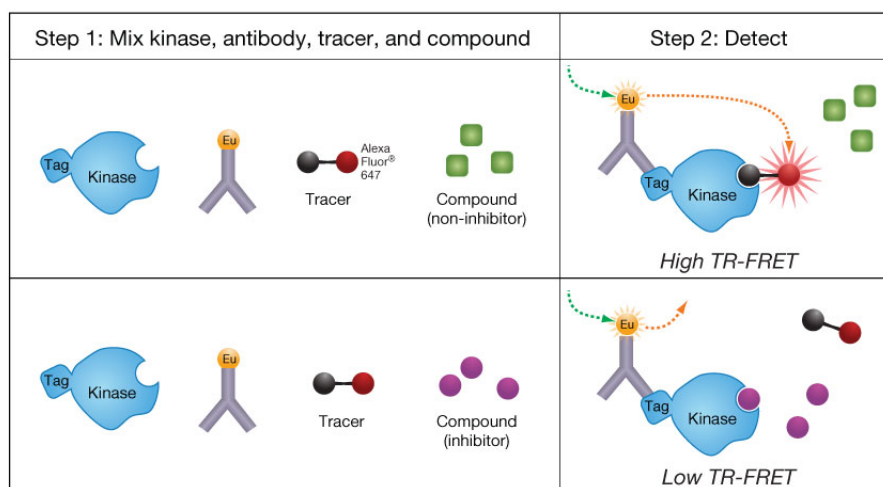 Step 1: Mix kinase, antibody, tracer, and compound
Step 2: Detect
Tag
Kinase
Eu
Alexa
Fluor®
647
Tracer
Compound
(non-inhibitor)
Eu
Tag
Kinase
High TR-FRET
Tag
Kinase
Eu
Tracer
Compound
(inhibitor)
Eu
Tag
Kinase
Low TR-FRET